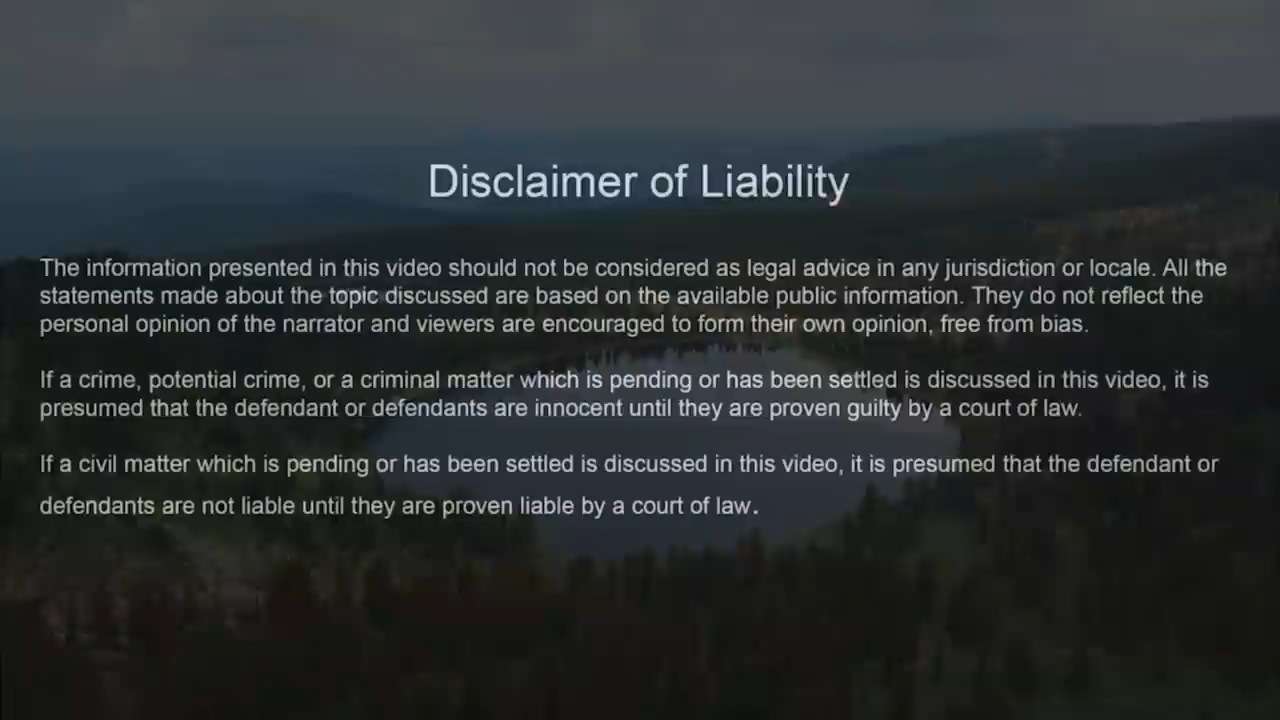 Disclaimer of Liability
The information presented in this video should not be considered as legal advice in any jurisdiction or locale. All the
statements made about the topic discussed are based on the available public information. They do not reflect the
personal opinion of the narrator and viewers are encouraged to form their own opinion, free from bias.
If a crime, potential crime, or a criminal matter which is pending or has been settled is discussed in this video, it is
presumed that the defendant or defendants are innocent until they are proven guilty by a court of law.
If a civil matter which is pending or has been settled is discussed in this video, it is presumed that the defendant or
defendants are not liable until they are proven liable by a court of law.